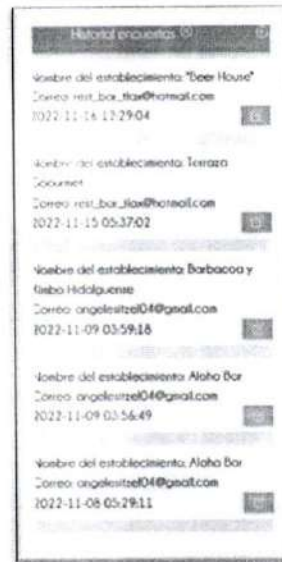 Historial encuestas
Nombre del establecimiento: "Beer House"
Correo: rest_bar_tlax@hotmail.com
2022-11-16 12:29:04
Nombre del establecimiento: Terraza
Gourmet
Correo: rest_bar_tlax@hotmail.com
2022-11-15 05:37:02
Nombre del establecimiento: Barbacoa y
Ximbo Hidalguense
Correo: angelesitzel04@gmail.com
2022-11-09 03:59:18
Nombre del establecimiento: Aloha Bar
Correo: angelesitzel04@gmail.com
2022-11-09 03:56:49
Nombre del establecimiento: Aloha Bar
Correo: angelesitzel04@gmail.com
2022-11-08 05:29:11